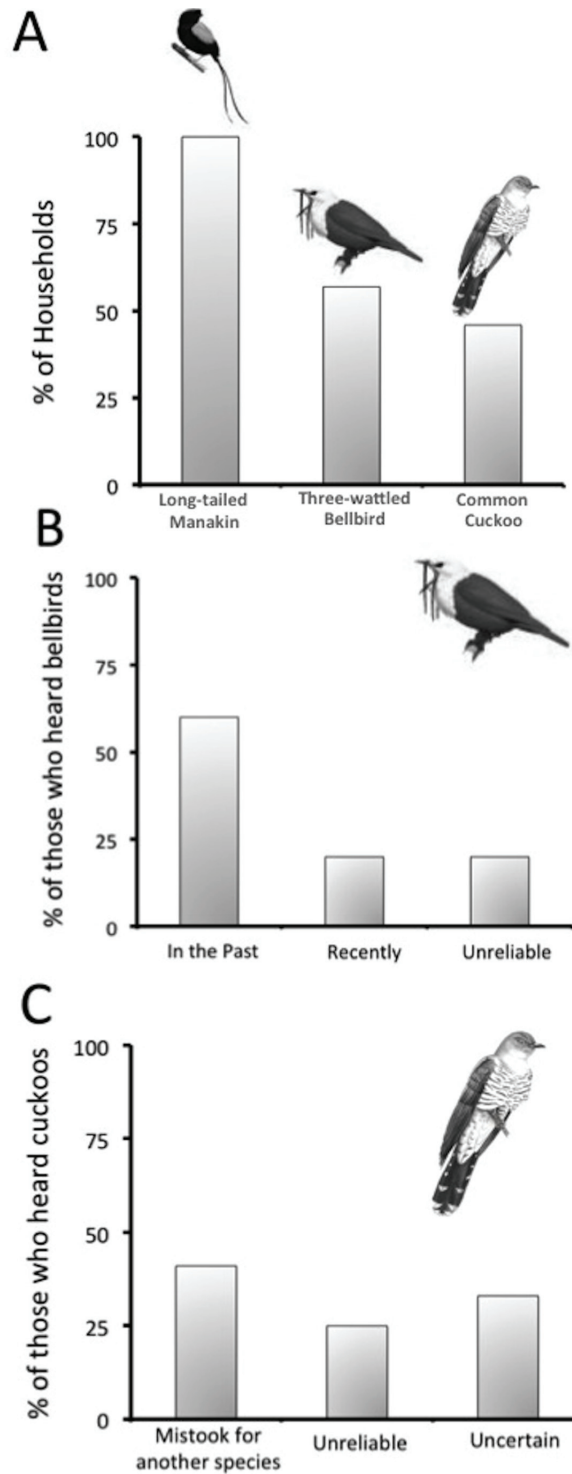 A
% of Households
100
75
50
25
0
Long-tailed
Manakin
Three-wattled
Bellbird
Common
Cuckoo
B
% of those who heard bellbirds
100
75
50
25
0
In the Past
Recently
Unreliable
C
% of those who heard cuckoos
100
75
50
25
0
Mistook for
another species
Unreliable
Uncertain